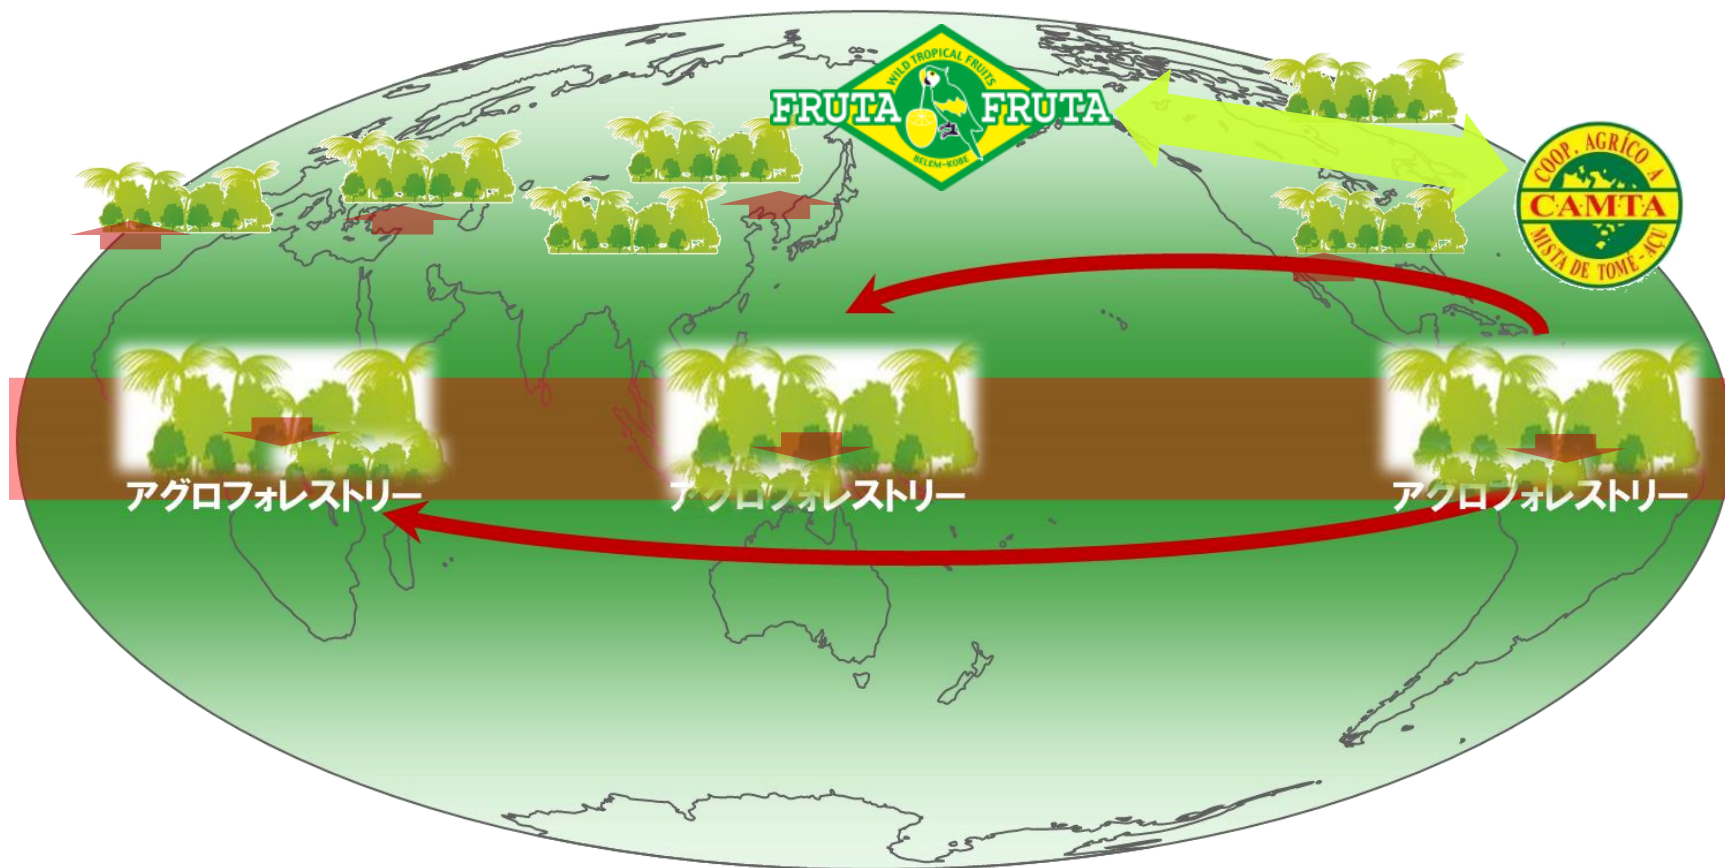 WILD TROPICAL FRUITS
FRUTA FRUTA
BELEM-KOBE
COOP. AGRÍCO A
C.A.M.T.A
MISTA DE TOMÉ-AÇU
アグロフォレストリー
アグロフォレストリー
アグロフォレストリー